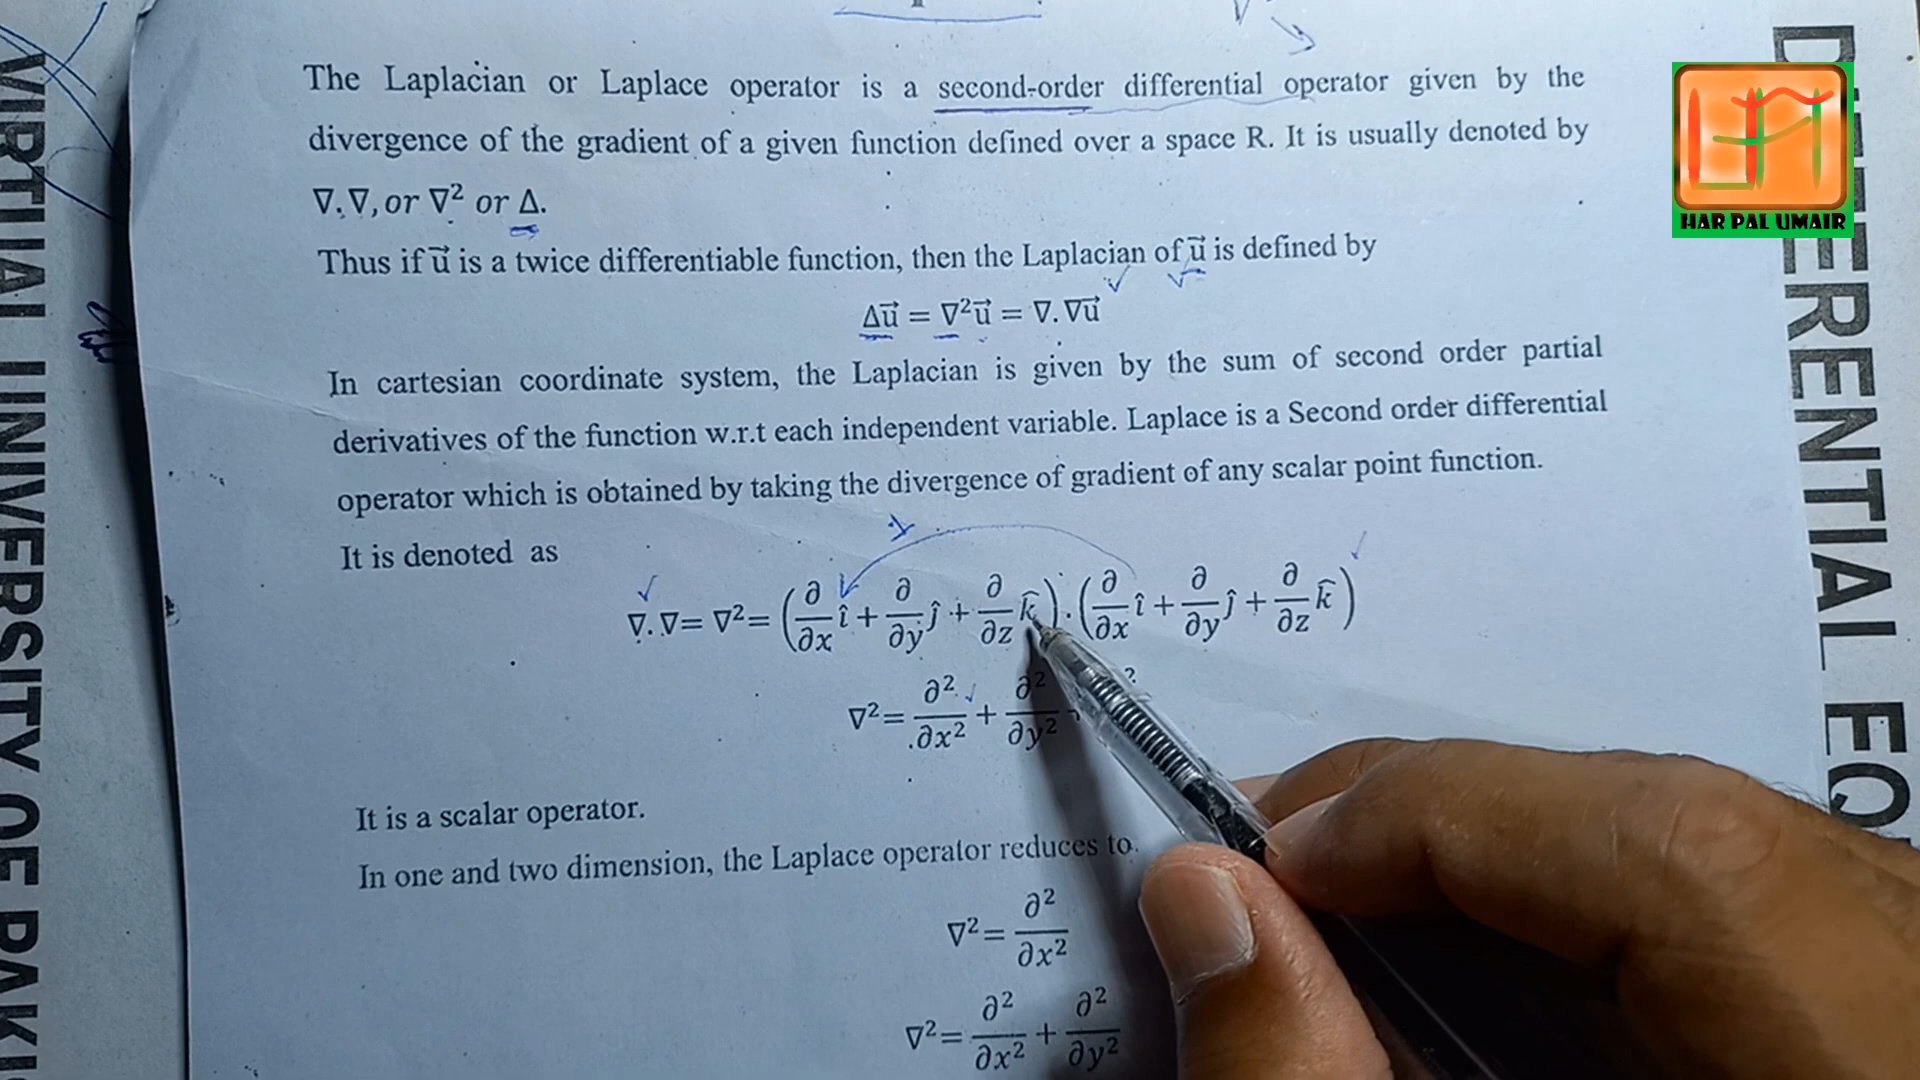 The Laplacian or Laplace operator is a second-order differential operator given by the
divergence of the gradient of a given function defined over a space R. It is usually denoted by
∇.∇, or ∇² or Δ.
Thus if u⃗ is a twice differentiable function, then the Laplacian of u⃗ is defined by
Δu⃗ = ∇²u⃗ = ∇.∇u⃗
In cartesian coordinate system, the Laplacian is given by the sum of second order partial
derivatives of the function w.r.t each independent variable. Laplace is a Second order differential
operator which is obtained by taking the divergence of gradient of any scalar point function.
It is denoted as
∇.∇= ∇²= (∂/∂x î + ∂/∂y ĵ + ∂/∂z k̂).(∂/∂x î + ∂/∂y ĵ + ∂/∂z k̂)
∇²= ∂²/∂x² + ∂²/∂y²
It is a scalar operator.
In one and two dimension, the Laplace operator reduces to
∇²= ∂²/∂x²
∇²= ∂²/∂x² + ∂²/∂y²
VIRTUAL UNIVERSITY OF PAKI
DIFFERENTIAL EQ
HAR PAL UMAIR